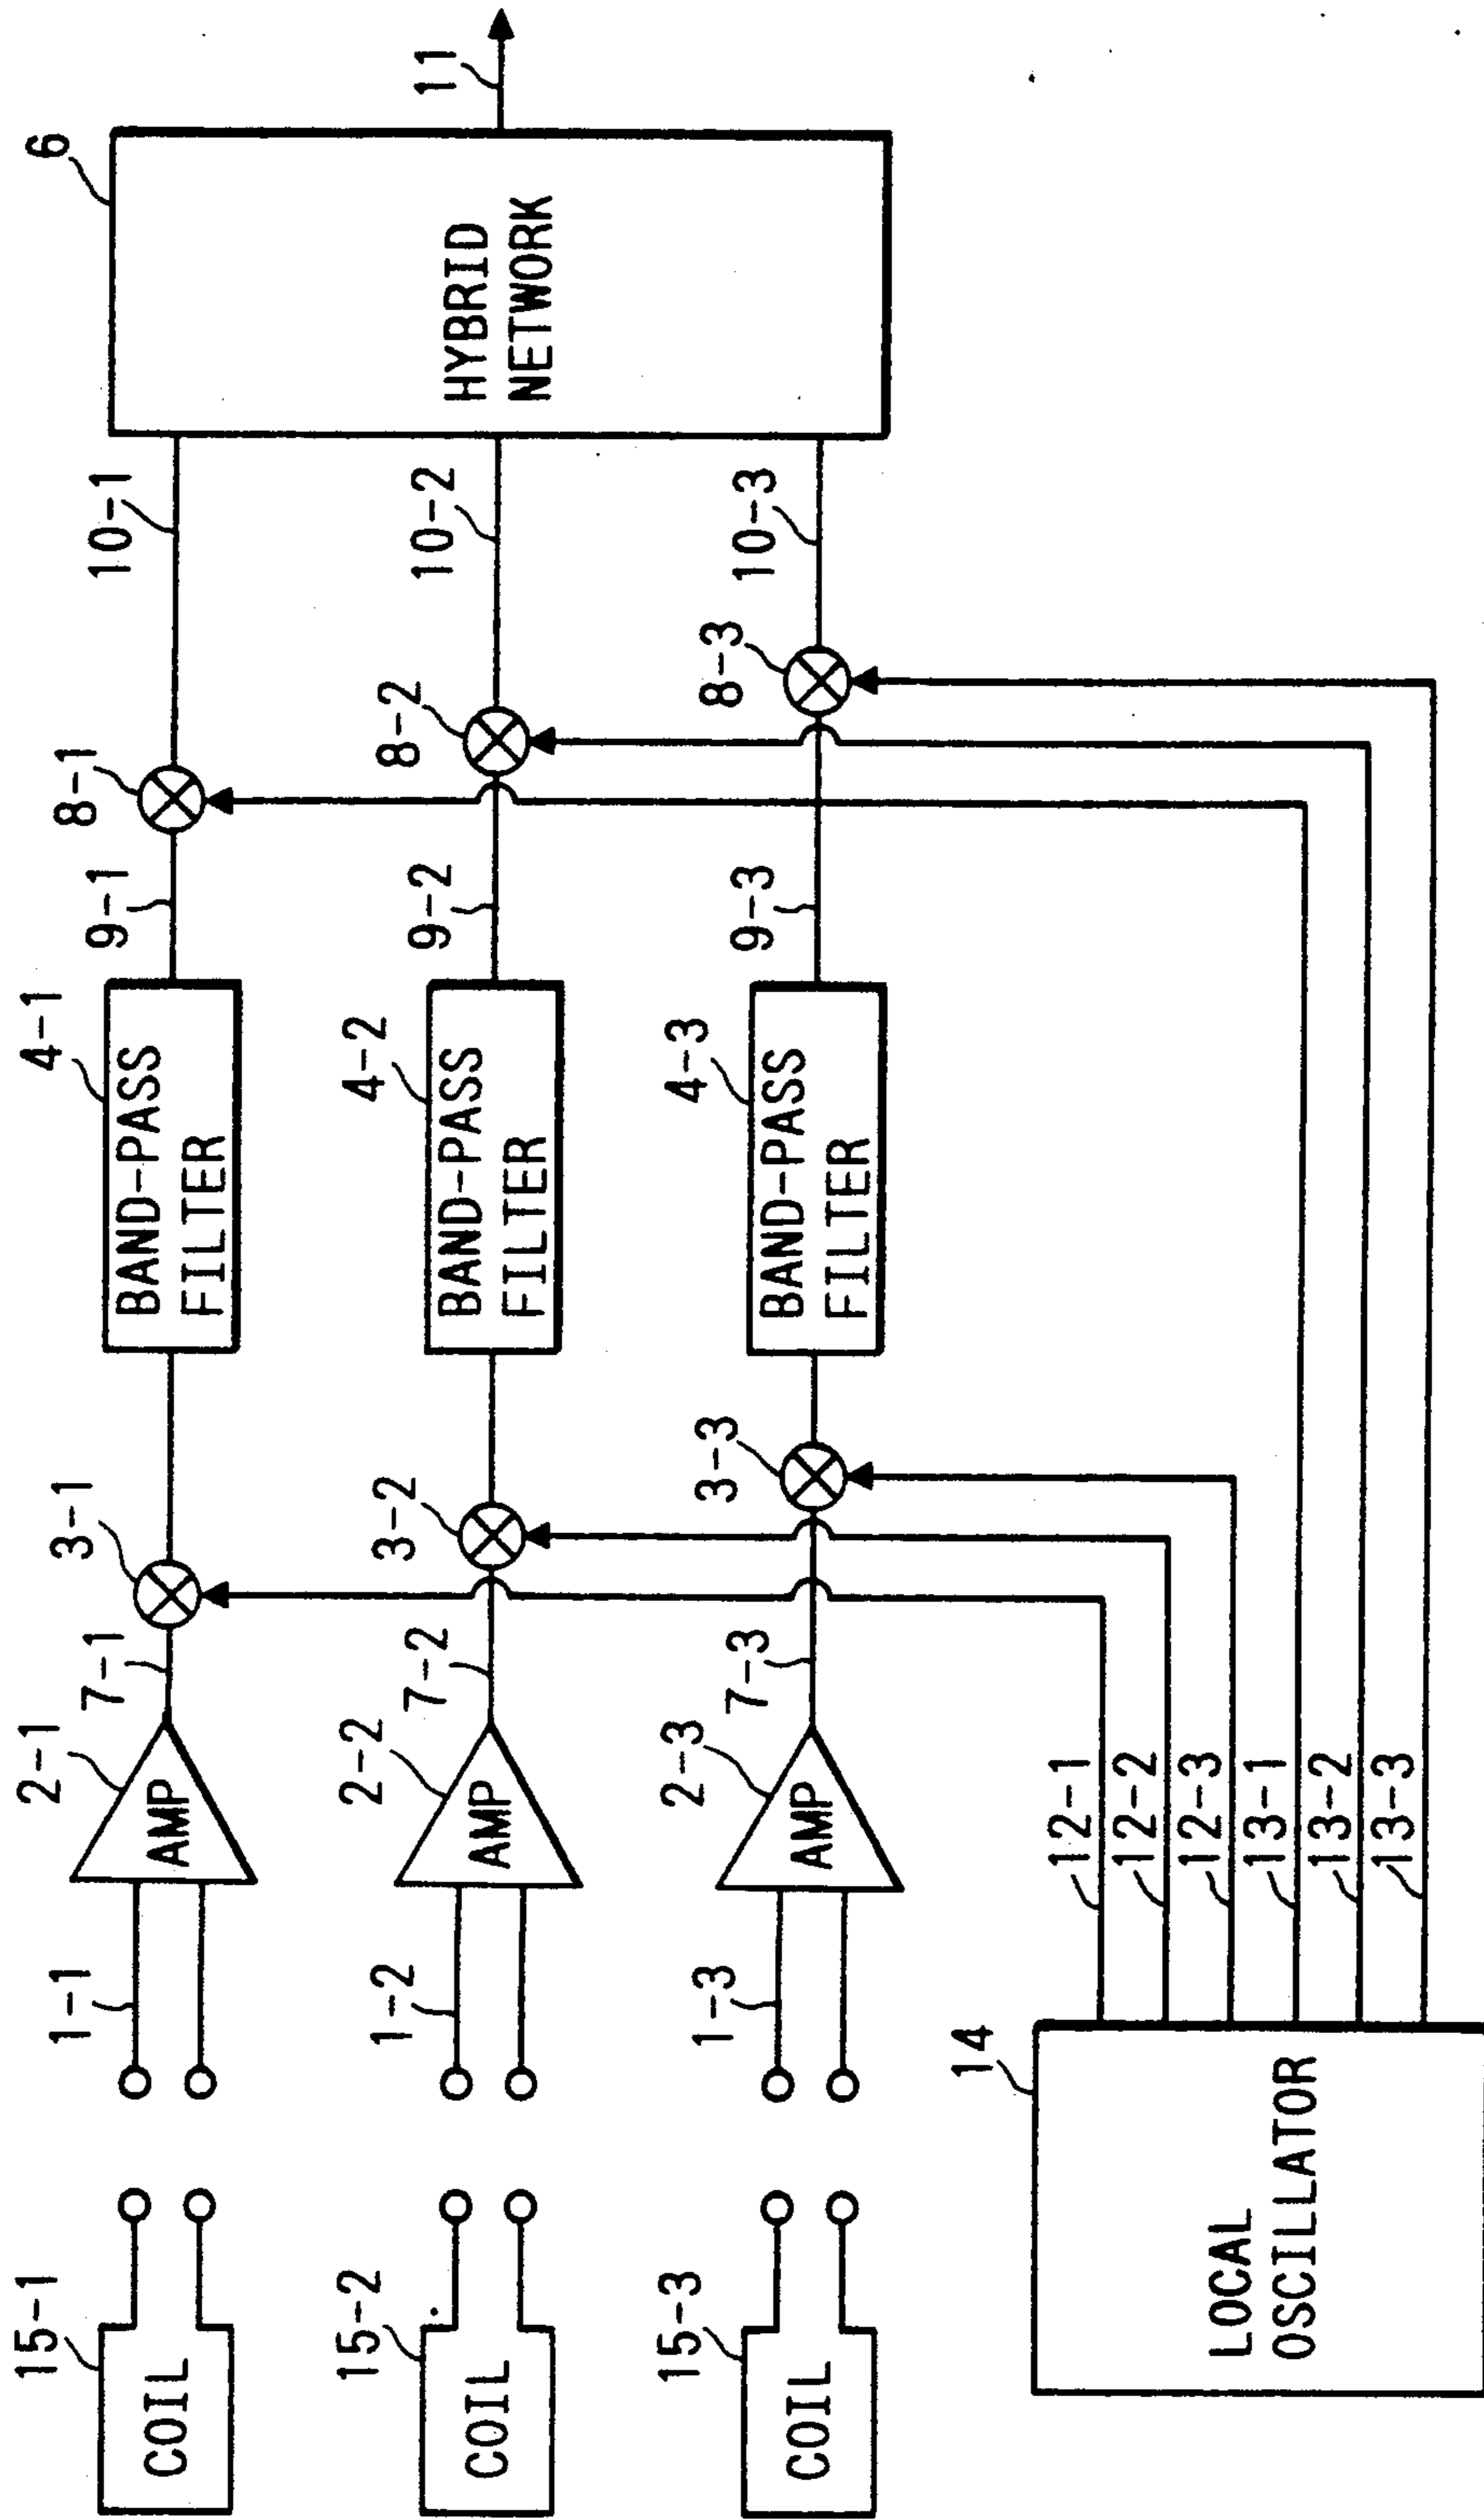 6
11
HYBRID
NETWORK
10-1
10-2
10-3
8-1
8-2
8-3
9-1
9-2
9-3
4-1
BAND-PASS
FILTER
4-2
BAND-PASS
FILTER
4-3
BAND-PASS
FILTER
3-1
3-2
3-3
7-1
7-2
7-3
2-1
AMP
2-2
AMP
2-3
AMP
1-1
1-2
1-3
12-1
12-2
12-3
13-1
13-2
13-3
15-1
COIL
15-2
COIL
15-3
COIL
14
LOCAL
OSCILLATOR